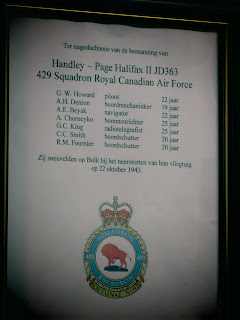 Ter nagedachtenis van de bemanning van
Handley – Page Halifax II JD363
429 Squadron Royal Canadian Air Force
G. W. Howard piloot 22 jaar
A.H. Denton boordmechanieker 19 jaar
A.E. Beyak navigator 22 jaar
A. Chorneyko bommenrichter 25 jaar
G.C. King radiotelegrafist 25 jaar
C.C. Smith boordschutter 20 jaar
R.M. Fournier boordschutter 20 jaar
Zij sneuvelden op Bolk bij het neerstorten van hun vliegtuig
op 22 oktober 1943.
SQUADRON
429
ESCADRON